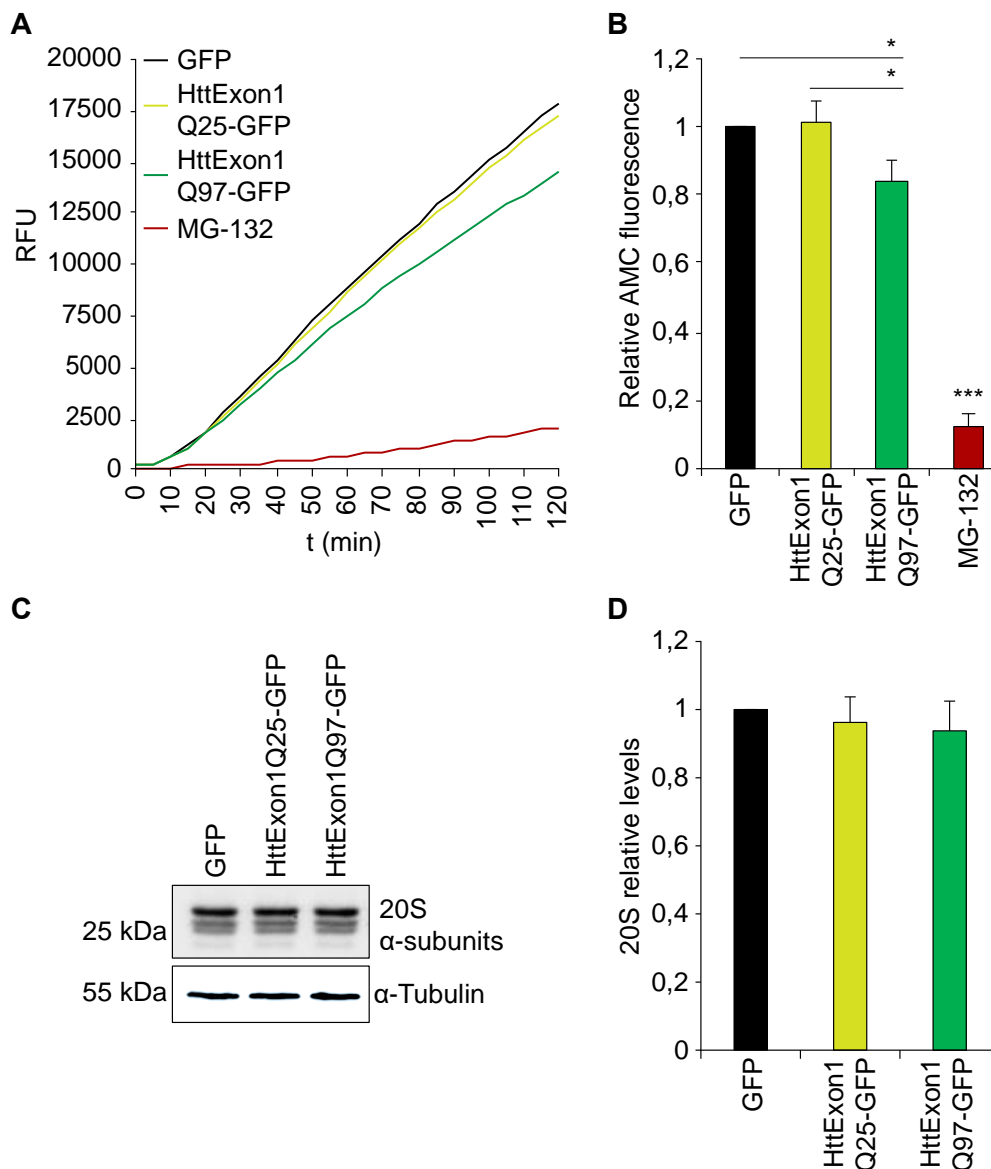 A
20000
17500
15000
12500
10000
7500
5000
2500
0
RFU
GFP
HttExon1
Q25-GFP
HttExon1
Q97-GFP
MG-132
0
10
20
30
40
50
60
70
80
90
100
110
120
t (min)
B
1,2
1
0,8
0,6
0,4
0,2
0
Relative AMC fluorescence
*
*
***
GFP
HttExon1
Q25-GFP
HttExon1
Q97-GFP
MG-132
C
GFP
HttExon1Q25-GFP
HttExon1Q97-GFP
25 kDa
20S
α-subunits
55 kDa
α-Tubulin
D
1,2
1
0,8
0,6
0,4
0,2
0
20S relative levels
GFP
HttExon1
Q25-GFP
HttExon1
Q97-GFP